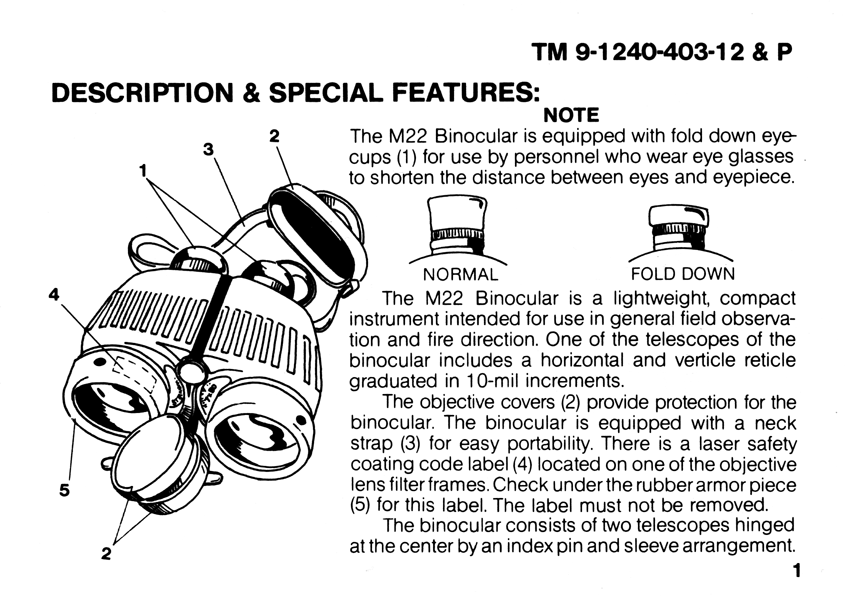 TM 9-1240-403-12 & P
DESCRIPTION & SPECIAL FEATURES:
NOTE
The M22 Binocular is equipped with fold down eye-
cups (1) for use by personnel who wear eye glasses
to shorten the distance between eyes and eyepiece.
NORMAL
FOLD DOWN
The M22 Binocular is a lightweight, compact
instrument intended for use in general field observa-
tion and fire direction. One of the telescopes of the
binocular includes a horizontal and verticle reticle
graduated in 10-mil increments.
The objective covers (2) provide protection for the
binocular. The binocular is equipped with a neck
strap (3) for easy portability. There is a laser safety
coating code label (4) located on one of the objective
lens filter frames. Check under the rubber armor piece
(5) for this label. The label must not be removed.
The binocular consists of two telescopes hinged
at the center by an index pin and sleeve arrangement.
1
2
3
1
4
5
2